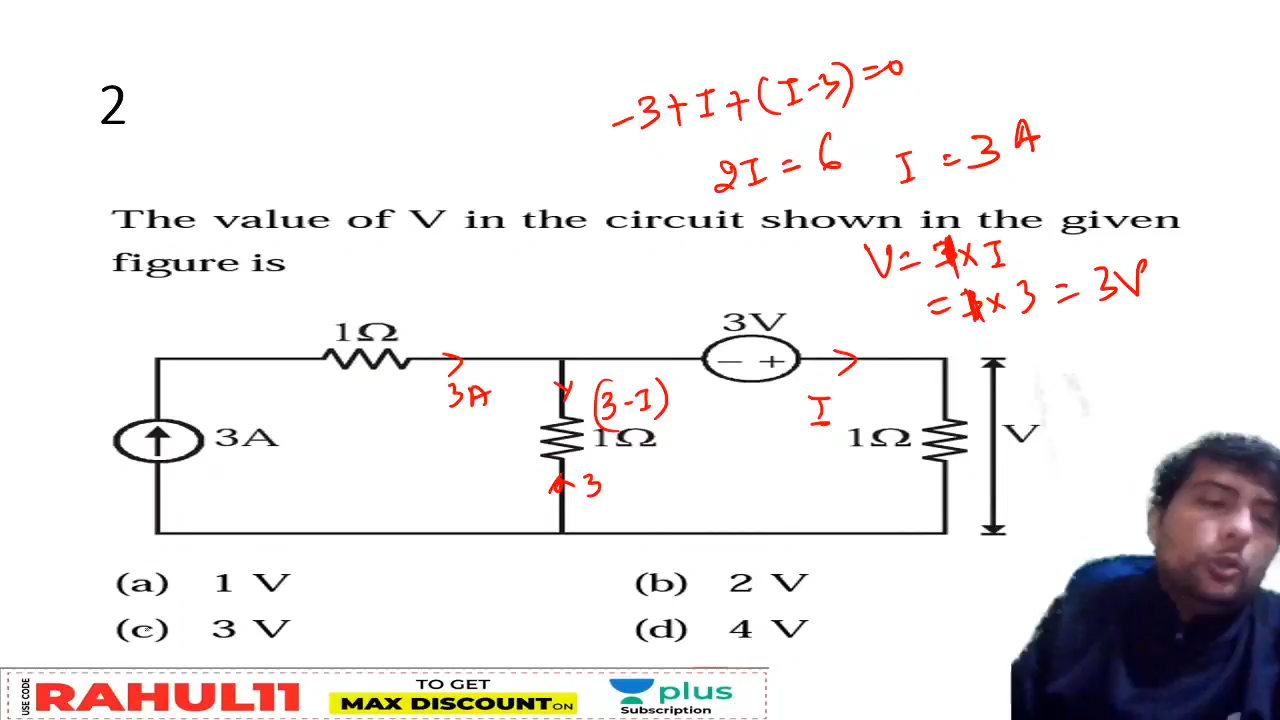 2
-3+I+(I-3)=0
2I = 6 I = 3 A
The value of V in the circuit shown in the given
figure is
V = 1 x I
= 1 x 3 = 3V
1Ω
3V
− +
3A
(3-I)
I
3A
1Ω
1Ω
V
3
(a) 1 V
(b) 2 V
(c) 3 V
(d) 4 V
USE CODE
RAHUL11
TO GET
MAX DISCOUNT ON
plus
Subscription